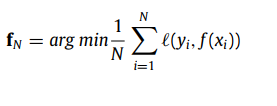 f_N = arg min 1/N ∑_{i=1}^{N} ℓ(y_i, f(x_i))